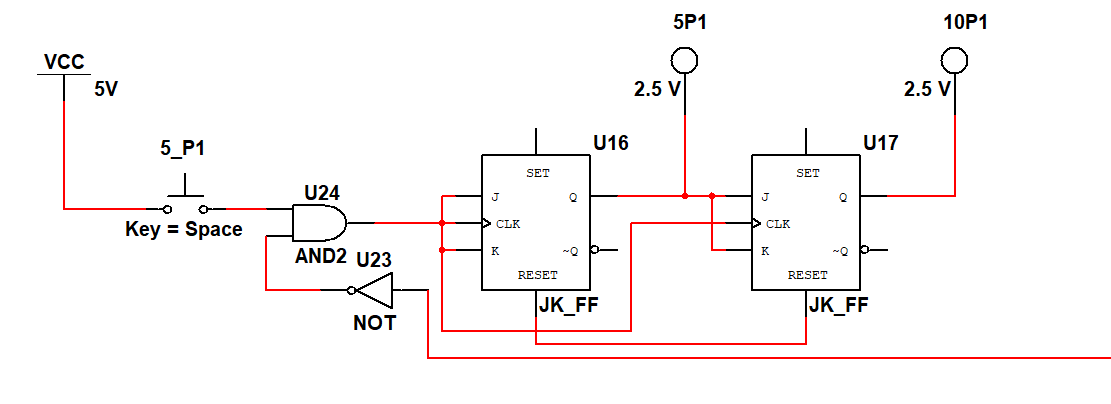 5P1
10P1
VCC
5V
2.5 V
2.5 V
5_P1
U16
U17
SET
SET
U24
J
Q
J
Q
Key = Space
CLK
CLK
AND2
U23
K
~Q
K
~Q
RESET
RESET
JK_FF
JK_FF
NOT